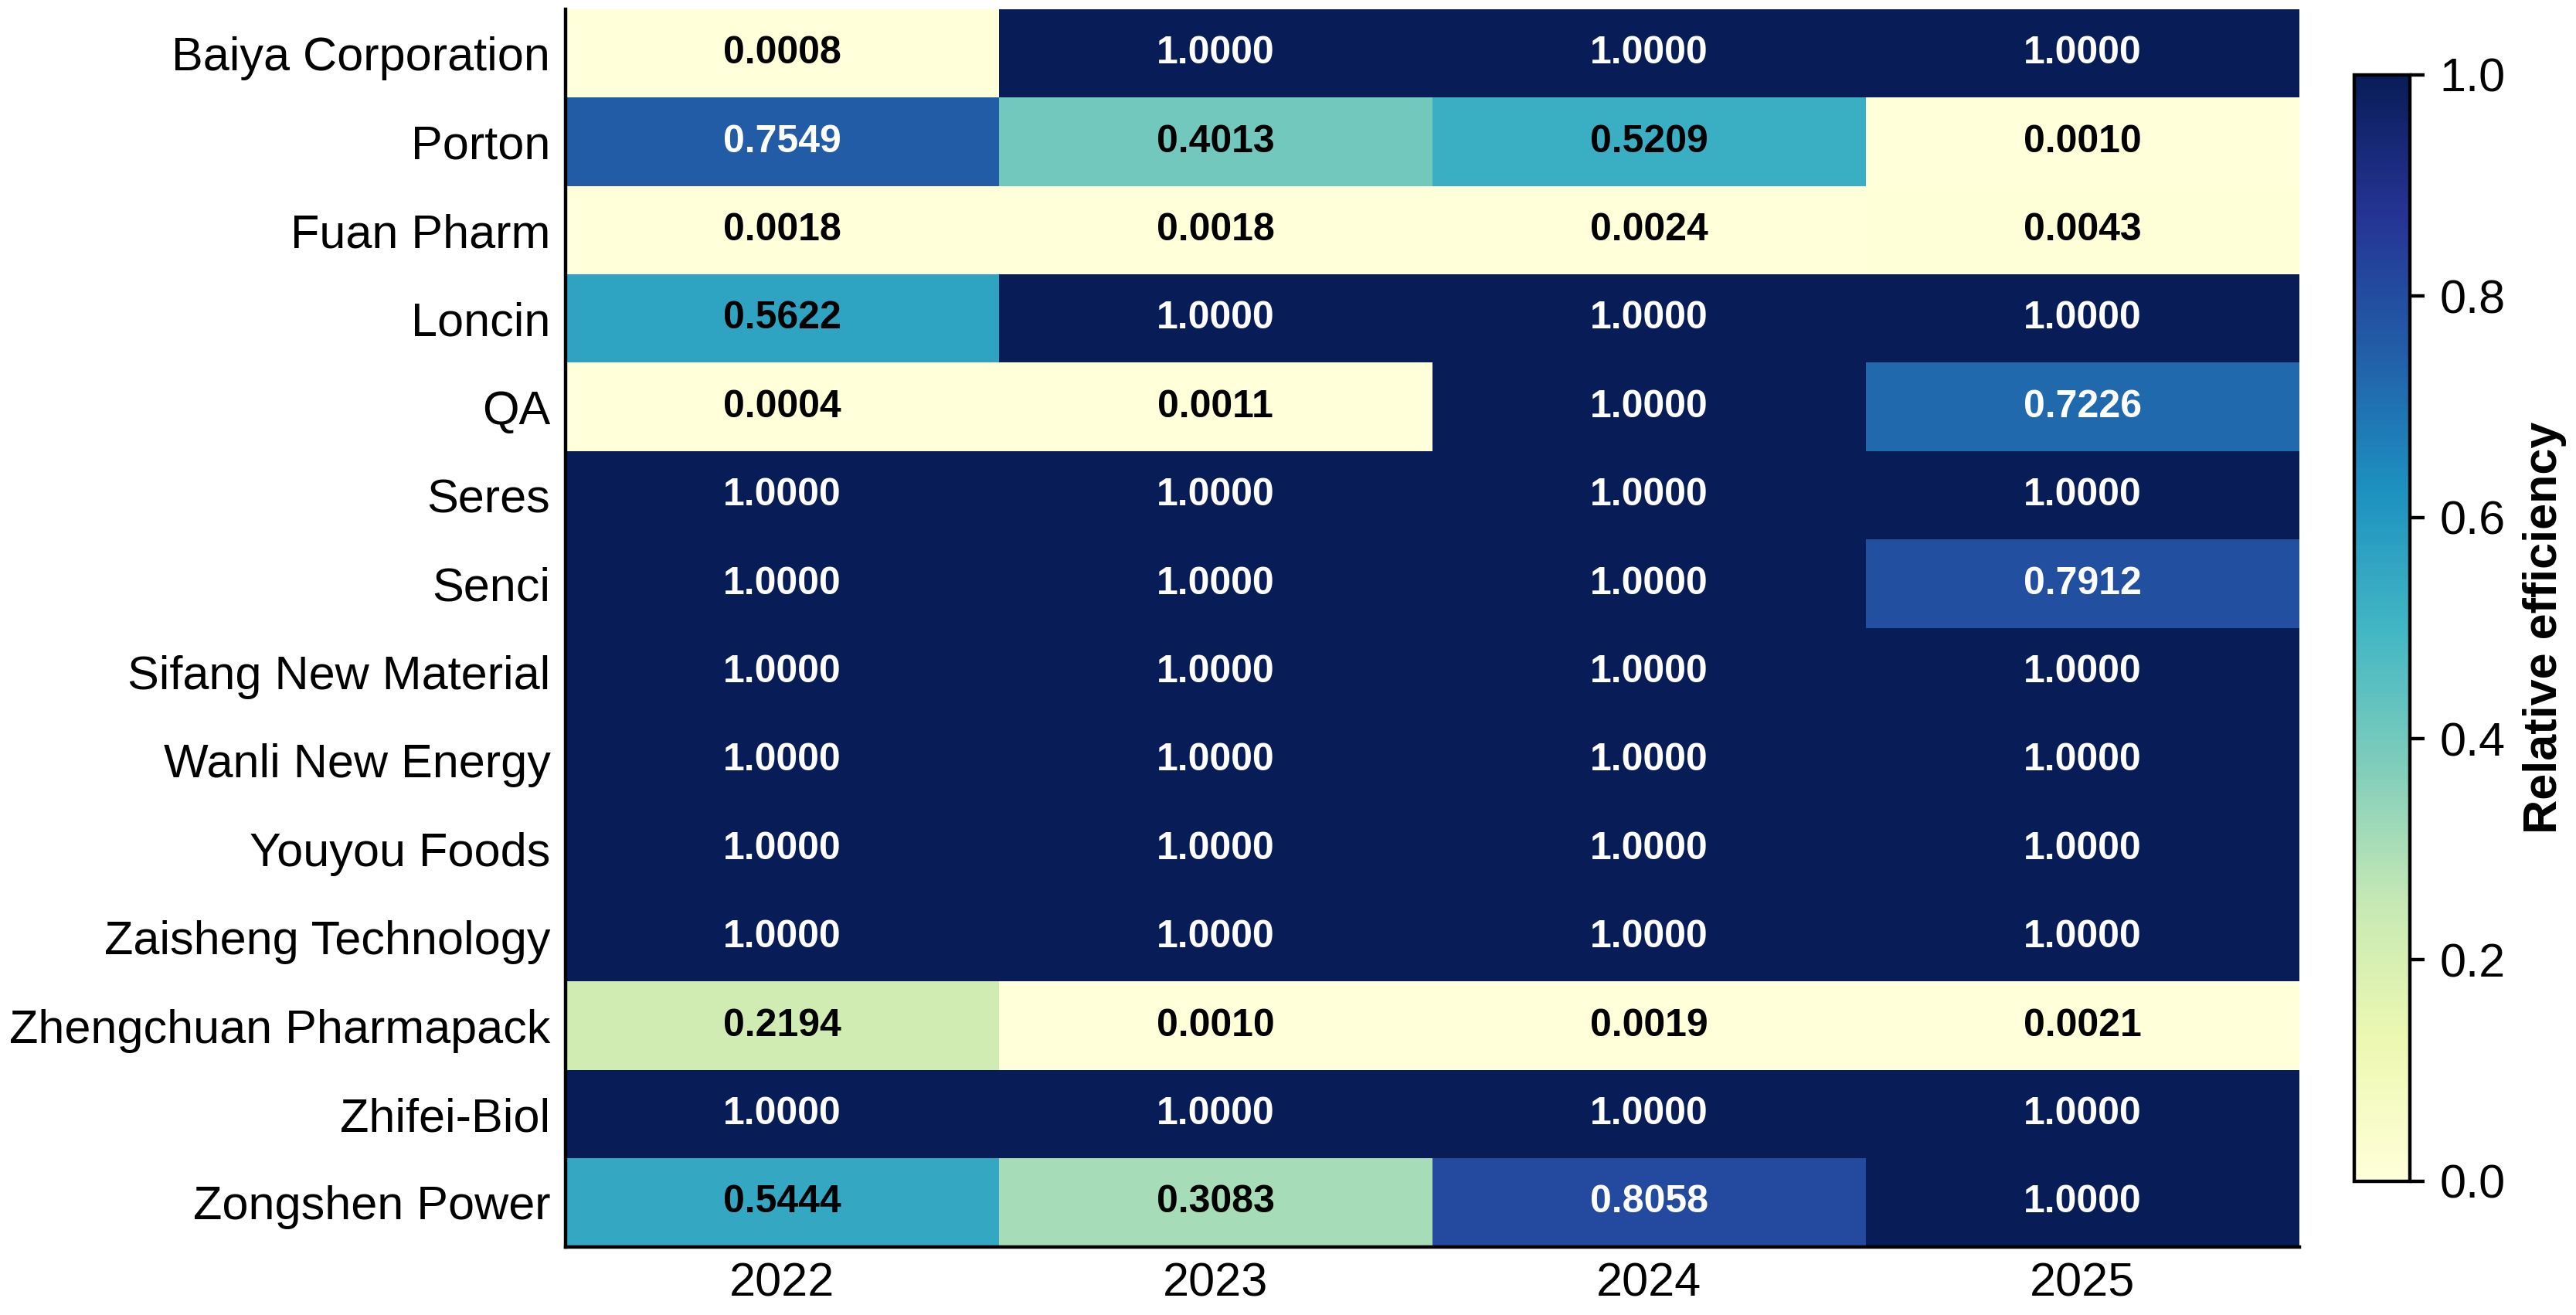 Baiya Corporation 0.0008 1.0000 1.0000 1.0000
Porton 0.7549 0.4013 0.5209 0.0010
Fuan Pharm 0.0018 0.0018 0.0024 0.0043
Loncin 0.5622 1.0000 1.0000 1.0000
QA 0.0004 0.0011 1.0000 0.7226
Seres 1.0000 1.0000 1.0000 1.0000
Senci 1.0000 1.0000 1.0000 0.7912
Sifang New Material 1.0000 1.0000 1.0000 1.0000
Wanli New Energy 1.0000 1.0000 1.0000 1.0000
Youyou Foods 1.0000 1.0000 1.0000 1.0000
Zaisheng Technology 1.0000 1.0000 1.0000 1.0000
Zhengchuan Pharmapack 0.2194 0.0010 0.0019 0.0021
Zhifei-Biol 1.0000 1.0000 1.0000 1.0000
Zongshen Power 0.5444 0.3083 0.8058 1.0000
2022 2023 2024 2025
1.0
0.8
0.6
0.4
0.2
0.0
Relative efficiency